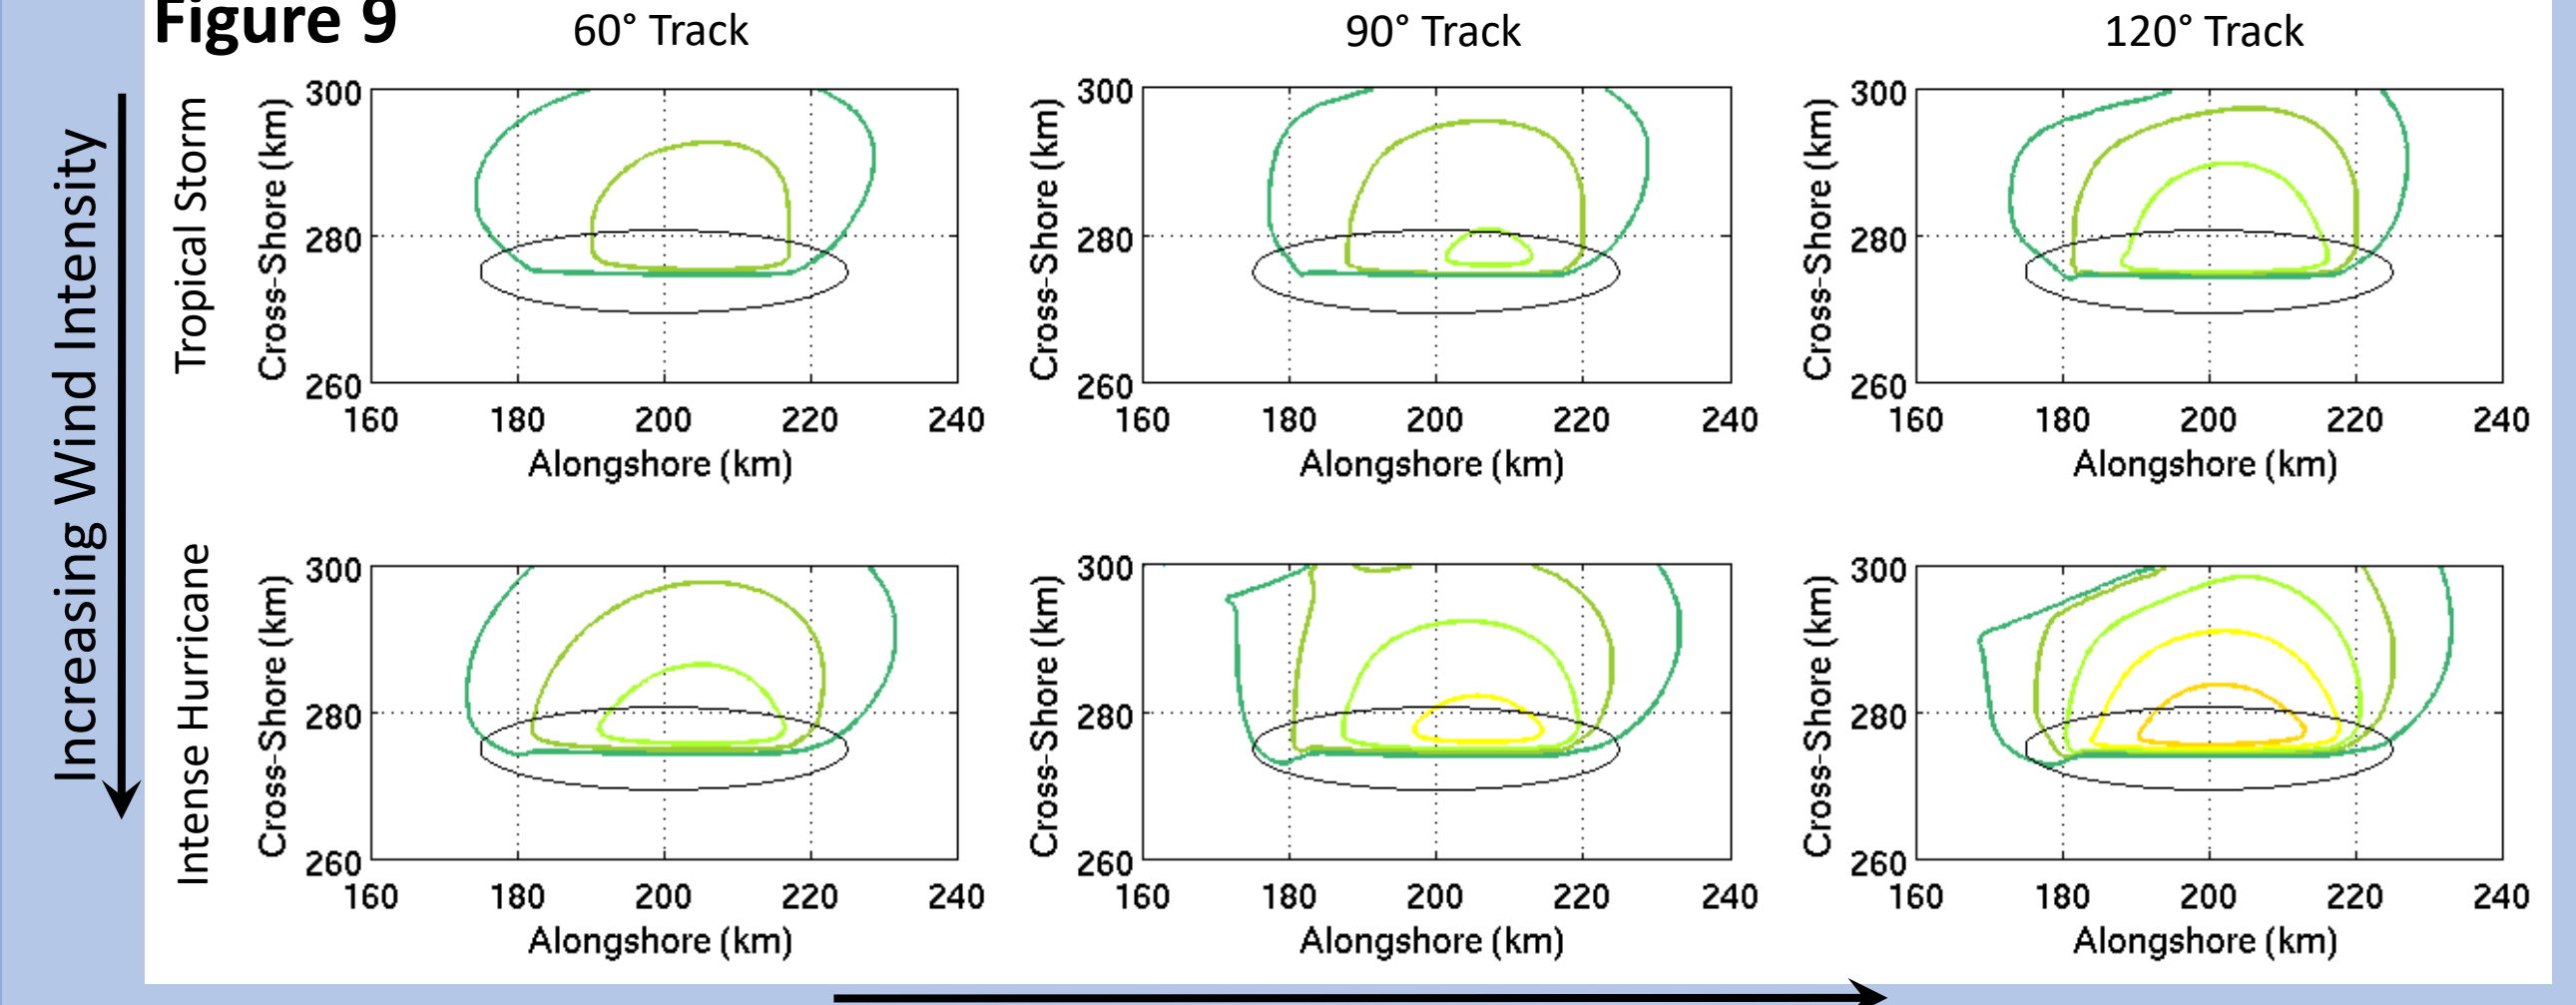 Figure 9
60° Track
90° Track
120° Track
Increasing Wind Intensity
Tropical Storm
Cross-Shore (km)
300
280
260
160 180 200 220 240
Alongshore (km)
Cross-Shore (km)
300
280
260
160 180 200 220 240
Alongshore (km)
Cross-Shore (km)
300
280
260
160 180 200 220 240
Alongshore (km)
Intense Hurricane
Cross-Shore (km)
300
280
260
160 180 200 220 240
Alongshore (km)
Cross-Shore (km)
300
280
260
160 180 200 220 240
Alongshore (km)
Cross-Shore (km)
300
280
260
160 180 200 220 240
Alongshore (km)